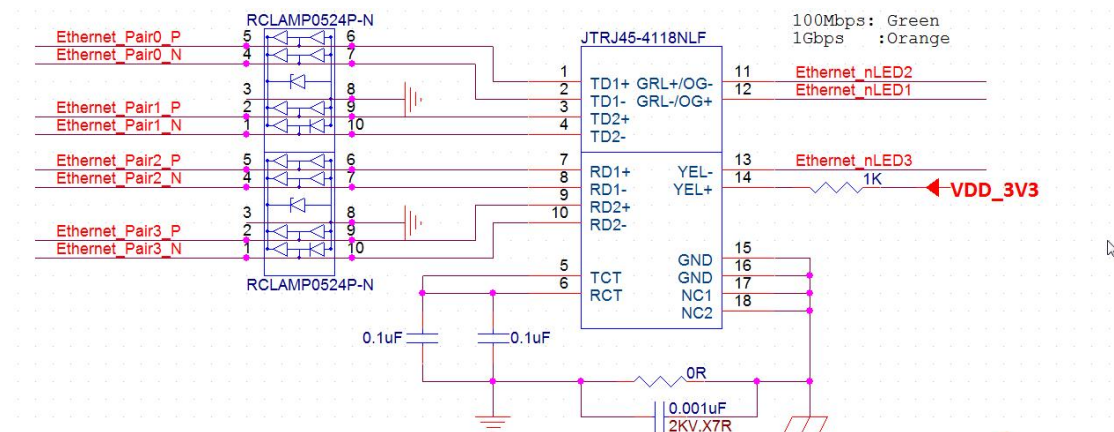 RCLAMP0524P-N
100Mbps: Green
1Gbps :Orange
JTRJ45-4118NLF
Ethernet_Pair0_P 5 6
Ethernet_Pair0_N 4 7
1 TD1+ GRL+/OG- 11 Ethernet_nLED2
2 TD1- GRL-/OG+ 12 Ethernet_nLED1
3 8
Ethernet_Pair1_P 2 9
3 TD2+
Ethernet_Pair1_N 1 10
4 TD2-
Ethernet_Pair2_P 5 6
7 RD1+ YEL- 13 Ethernet_nLED3
Ethernet_Pair2_N 4 7
8 RD1- YEL+ 14 1K VDD_3V3
9 RD2+
3 8
10 RD2-
Ethernet_Pair3_P 2 9
Ethernet_Pair3_N 1 10
GND 15
5 TCT GND 16
6 RCT NC1 17
NC2 18
RCLAMP0524P-N
0.1uF 0.1uF
0R
0.001uF
2KV,X7R